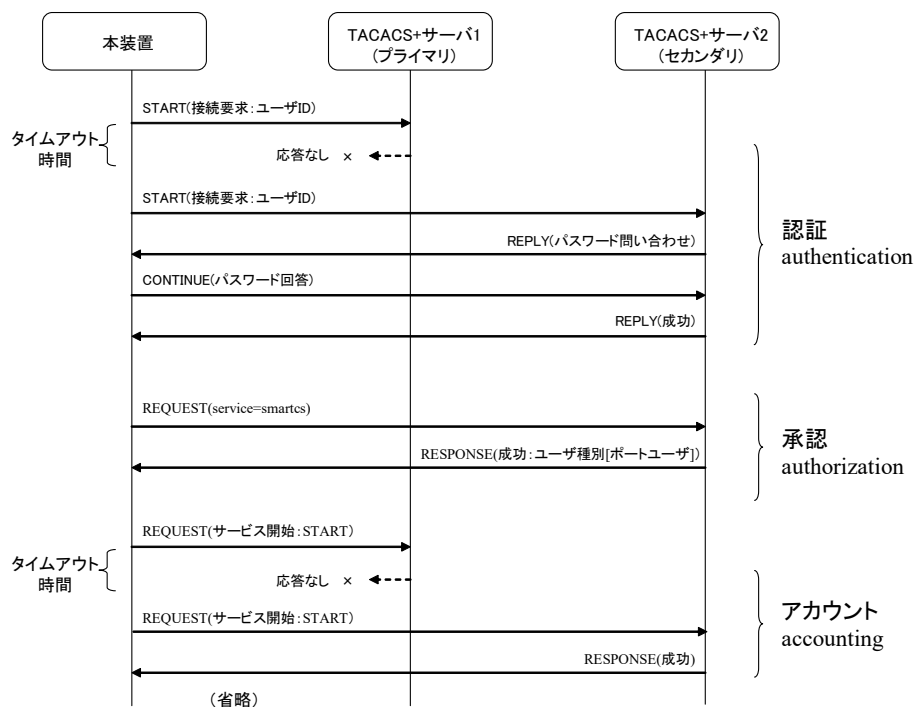 本装置
TACACS+サーバ1
(プライマリ)
TACACS+サーバ2
(セカンダリ)
START(接続要求:ユーザID)
タイムアウト
時間
応答なし ×
START(接続要求:ユーザID)
REPLY(パスワード問い合わせ)
CONTINUE(パスワード回答)
REPLY(成功)
認証
authentication
REQUEST(service=smartcs)
RESPONSE(成功:ユーザ種別[ポートユーザ])
承認
authorization
REQUEST(サービス開始:START)
タイムアウト
時間
応答なし ×
REQUEST(サービス開始:START)
RESPONSE(成功)
アカウント
accounting
(省略)